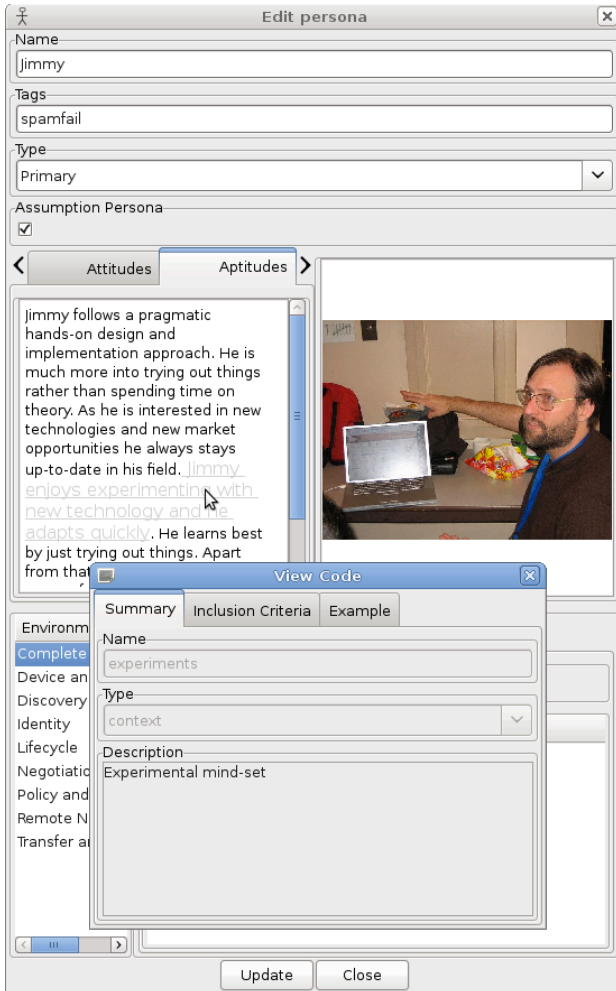 Edit persona
Name
Jimmy
Tags
spamfail
Type
Primary
Assumption Persona
Attitudes
Aptitudes
Jimmy follows a pragmatic
hands-on design and
implementation approach. He is
much more into trying out things
rather than spending time on
theory. As he is interested in new
technologies and new market
opportunities he always stays
up-to-date in his field. Jimmy
enjoys experimenting with
new technology and he
adapts quickly. He learns best
by just trying out things. Apart
from that
View Code
Summary
Inclusion Criteria
Example
Name
experiments
Type
context
Description
Experimental mind-set
Environm
Complete
Device an
Discovery
Identity
Lifecycle
Negotiatio
Policy and
Remote N
Transfer a
Update
Close